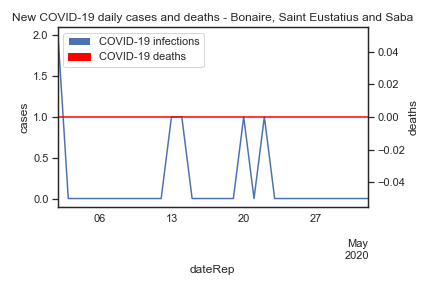 New COVID-19 daily cases and deaths - Bonaire, Saint Eustatius and Saba
COVID-19 infections
COVID-19 deaths
2.0
1.5
1.0
0.5
0.0
cases
0.04
0.02
0.00
−0.02
−0.04
deaths
06
13
20
27
May
2020
dateRep